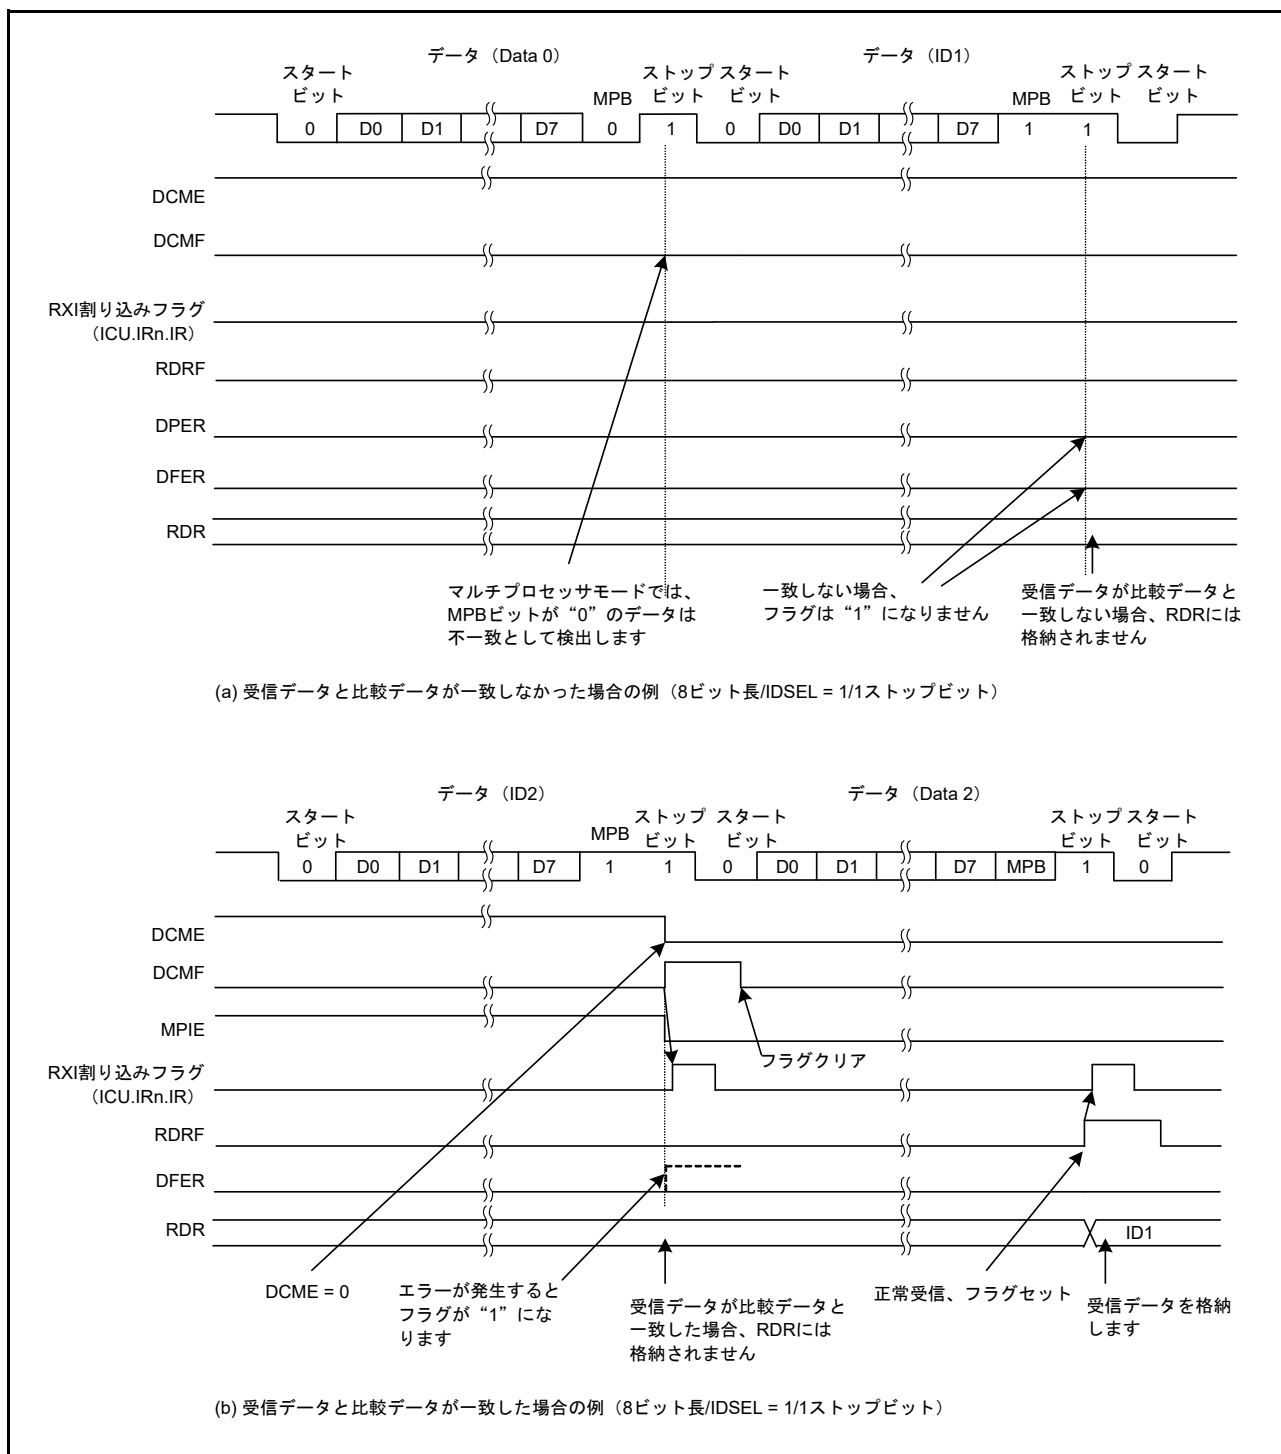 データ（Data 0） データ（ID1）
スタート ストップ スタート ストップ スタート
ビット MPB ビット ビット MPB ビット ビット
0 D0 D1 D7 0 1 0 D0 D1 D7 1 1
DCME
DCMF
RXI割り込みフラグ
（ICU.IRn.IR）
RDRF
DPER
DFER
RDR
マルチプロセッサモードでは、
MPBビットが“0”のデータは
不一致として検出します
一致しない場合、
フラグは“1”になりません
受信データが比較データと
一致しない場合、RDRには
格納されません
(a) 受信データと比較データが一致しなかった場合の例（8ビット長/IDSEL = 1/1ストップビット）
データ（ID2） データ（Data 2）
スタート ストップ スタート ストップ スタート
ビット MPB ビット ビット ビット ビット
0 D0 D1 D7 1 1 0 D0 D1 D7 MPB 1 0
DCME
DCMF
MPIE
フラグクリア
RXI割り込みフラグ
（ICU.IRn.IR）
RDRF
DFER
RDR ID1
DCME = 0
エラーが発生すると
フラグが“1”にな
ります
受信データが比較データと
一致した場合、RDRには
格納されません
正常受信、フラグセット
受信データを格納
します
(b) 受信データと比較データが一致した場合の例（8ビット長/IDSEL = 1/1ストップビット）